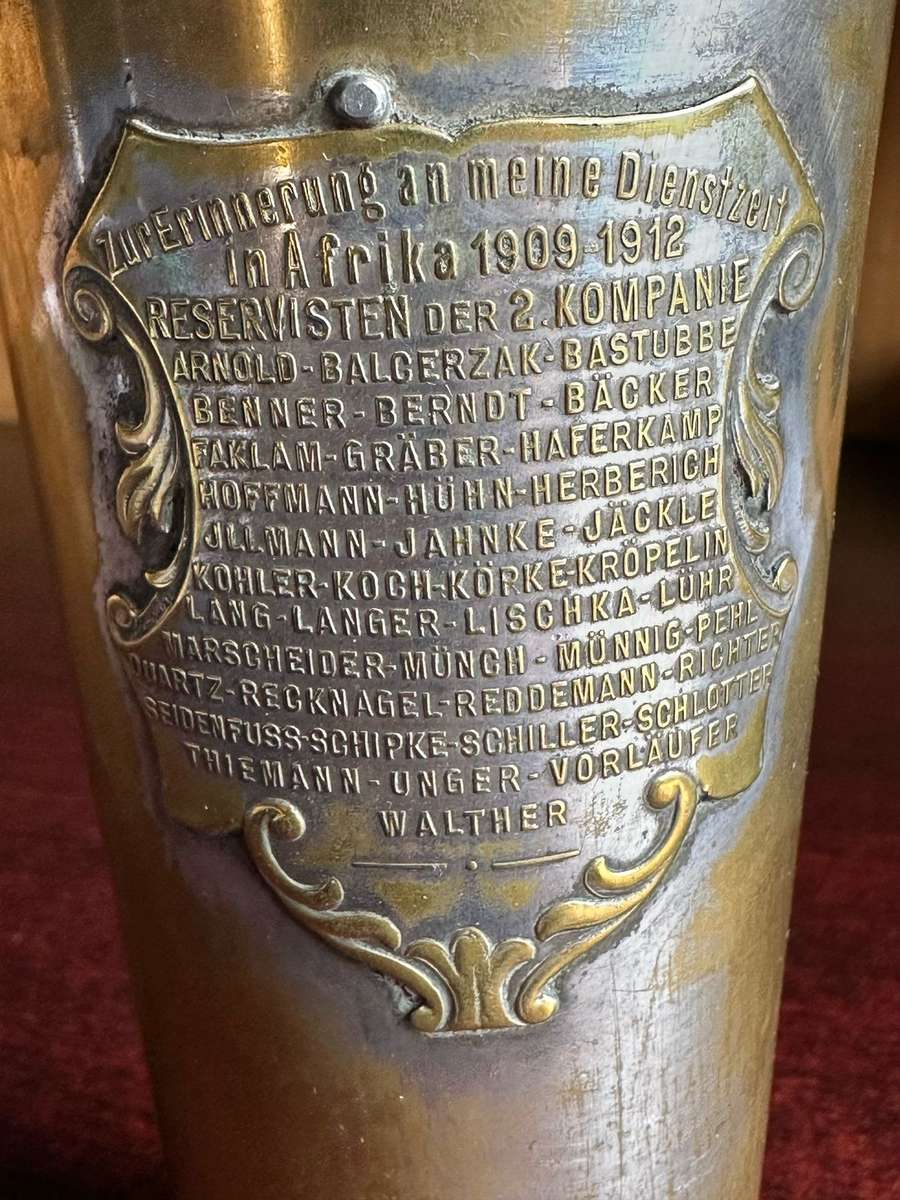 Zur Erinnerung an meine Dienstzeit
in Afrika 1909-1912
RESERVISTEN DER 2. KOMPANIE
ARNOLD-BALCERZAK-BASTUBBE
BENNER-BERNDT-BÄCKER
FAKLAM-GRÄBER-HAFERKAMP
HOFFMANN-HÜHN-HERBERICH
JLLMANN-JAHNKE-JÄCKLE
KOHLER-KOCH-KÖPKE-KRÖPELIN
LANG-LANGER-LISCHKA-LÜHR
MARSCHEIDER-MÜNCH-MÜNNIG-PEHL
QUARTZ-RECKNAGEL-REDDEMANN-RICHTER
SEIDENFUSS-SCHIPKE-SCHILLER-SCHLOTTER
THIEMANN-UNGER-VORLÄUFER
WALTHER